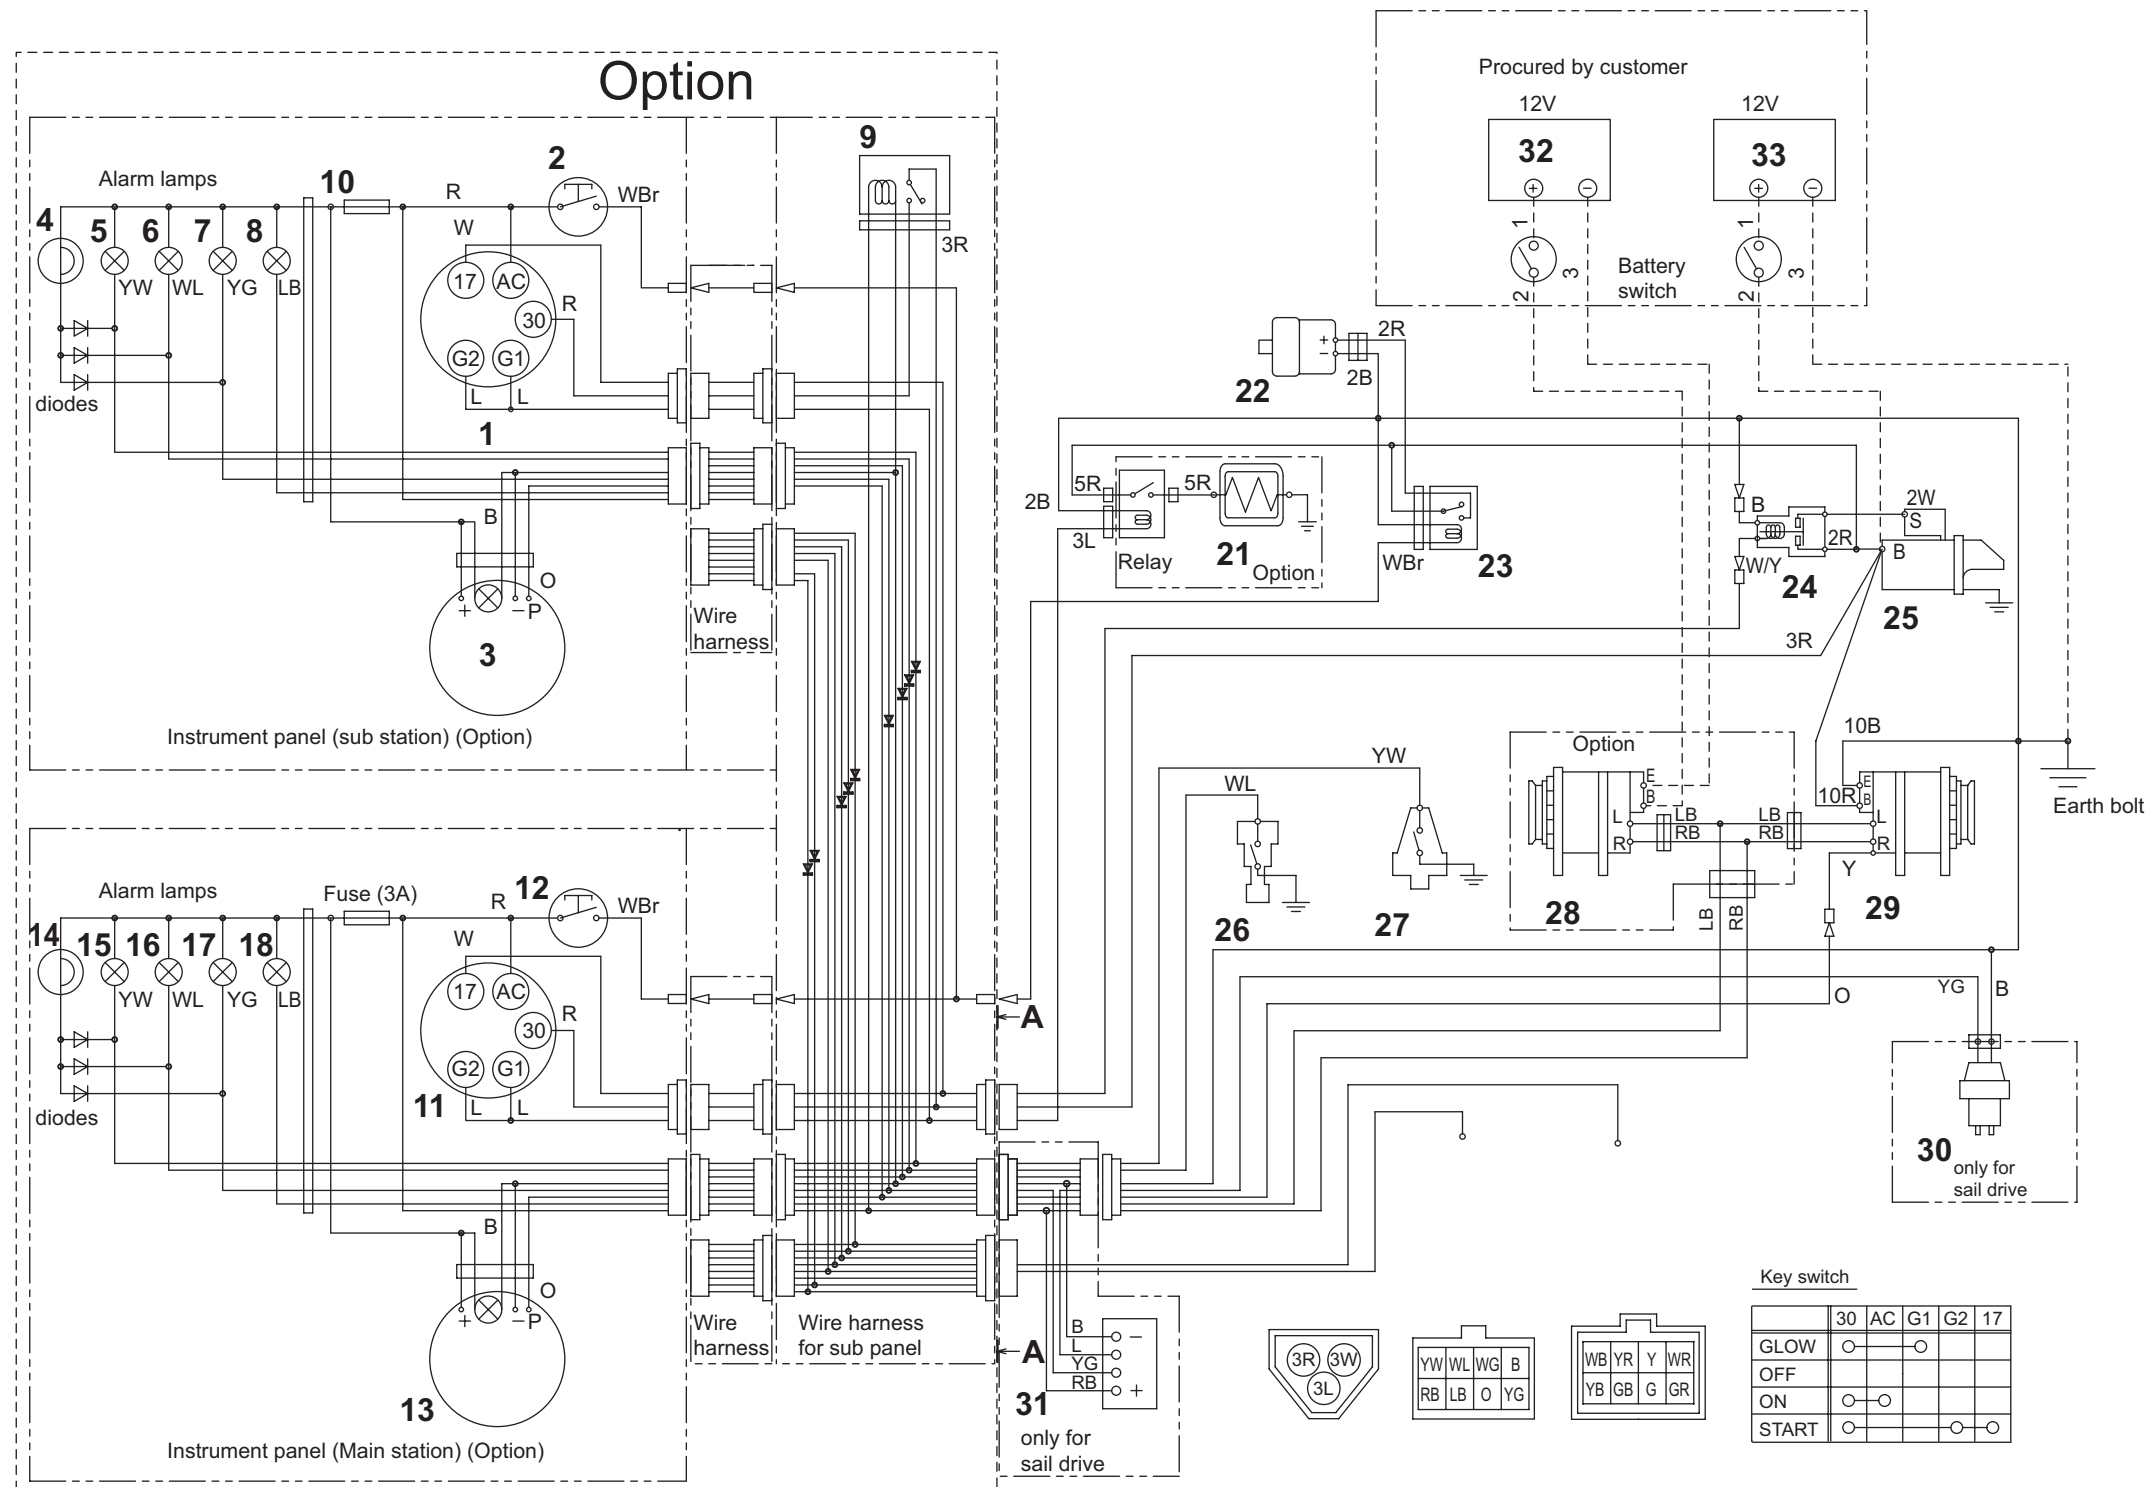 Option
Alarm lamps
10
R
2
WBr
9
4
5
6
7
8
W
YW
WL
YG
LB
17
AC
30
R
G2
G1
L
L
1
3R
diodes
B
O
+
–
P
3
Wire
harness
Instrument panel (sub station) (Option)
Alarm lamps
Fuse (3A)
R
12
WBr
14
15
16
17
18
W
YW
WL
YG
LB
17
AC
30
R
G2
G1
L
L
11
diodes
B
O
+
–
P
13
Wire
harness
Wire harness
for sub panel
Instrument panel (Main station) (Option)
A
A
B
L
YG
RB
–
+
31
only for
sail drive
Procured by customer
12V
12V
32
33
+
–
+
–
1
2
3
1
2
3
Battery
switch
22
+
–
2R
2B
2B
5R
5R
3L
Relay
21
Option
WBr
23
B
W/Y
2R
24
2W
S
B
25
3R
10B
10R
Earth bolt
YW
WL
26
27
Option
E
B
L
R
LB
RB
LB
RB
28
LB
RB
E
B
L
R
Y
29
O
YG
B
30
only for
sail drive
3R
3W
3L
YW WL WG B
RB LB O YG
WB YR Y WR
YB GB G GR
Key switch
30 AC G1 G2 17
GLOW
OFF
ON
START